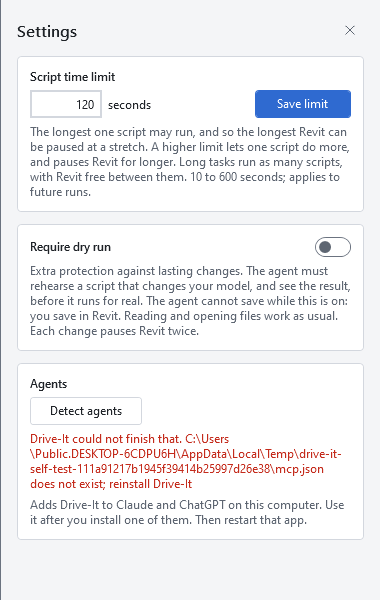 Settings
Script time limit
120 seconds Save limit
The longest one script may run, and so the longest Revit can
be paused at a stretch. A higher limit lets one script do more,
and pauses Revit for longer. Long tasks run as many scripts,
with Revit free between them. 10 to 600 seconds; applies to
future runs.
Require dry run
Extra protection against lasting changes. The agent must
rehearse a script that changes your model, and see the result,
before it runs for real. The agent cannot save while this is on:
you save in Revit. Reading and opening files work as usual.
Each change pauses Revit twice.
Agents
Detect agents
Drive-It could not finish that. C:\Users
\Public.DESKTOP-6CDPU6H\AppData\Local\Temp\drive-it-
self-test-111a91217b1945f39414b25997d26e38\mcp.json
does not exist; reinstall Drive-It
Adds Drive-It to Claude and ChatGPT on this computer. Use
it after you install one of them. Then restart that app.